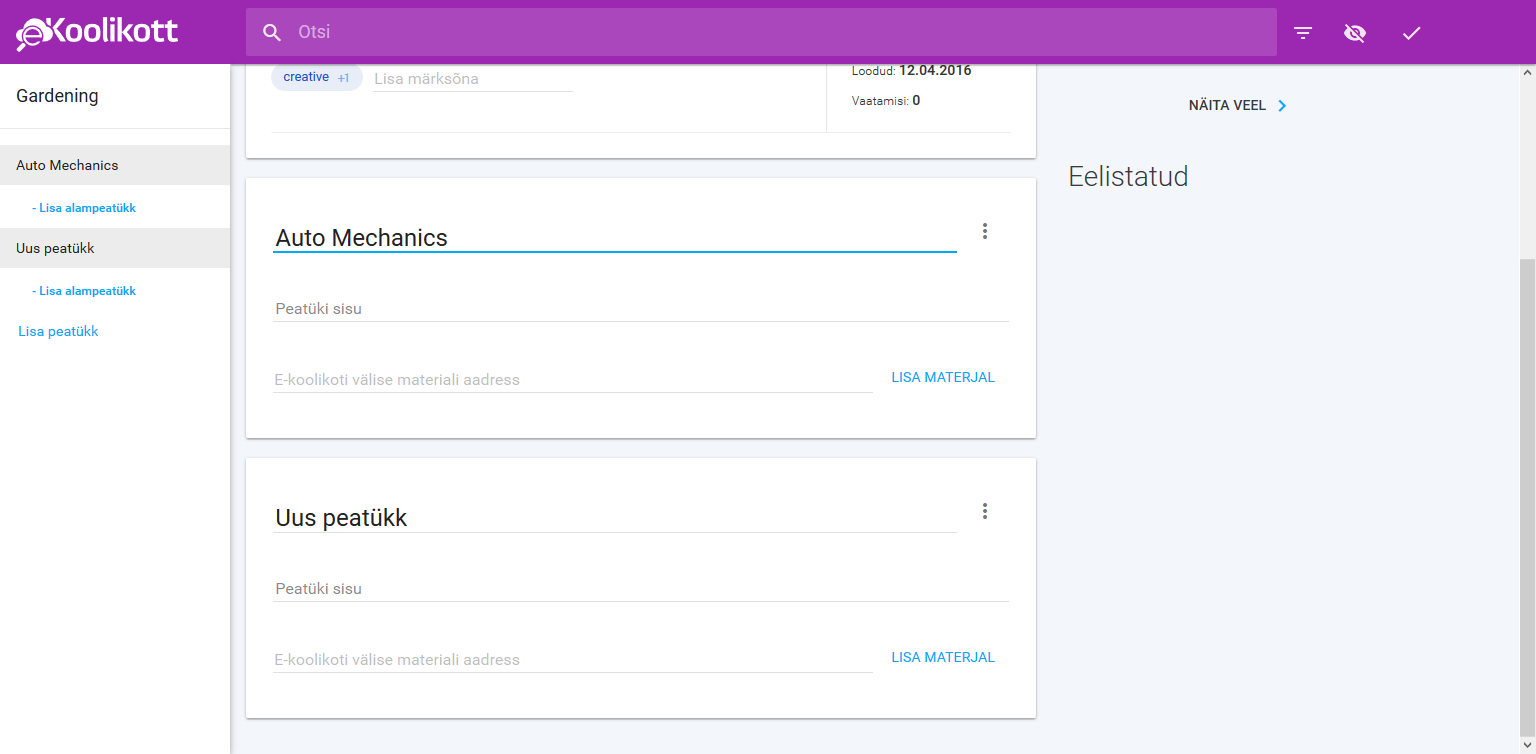 eKoolikott
Otsi
Gardening
Auto Mechanics
- Lisa alampeatükk
Uus peatükk
- Lisa alampeatükk
Lisa peatükk
creative +1
Lisa märksõna
Loodud: 12.04.2016
Vaatamisi: 0
Auto Mechanics
Peatüki sisu
E-koolikoti välise materiali aadress
LISA MATERJAL
Uus peatükk
Peatüki sisu
E-koolikoti välise materiali aadress
LISA MATERJAL
NÄITA VEEL
Eelistatud